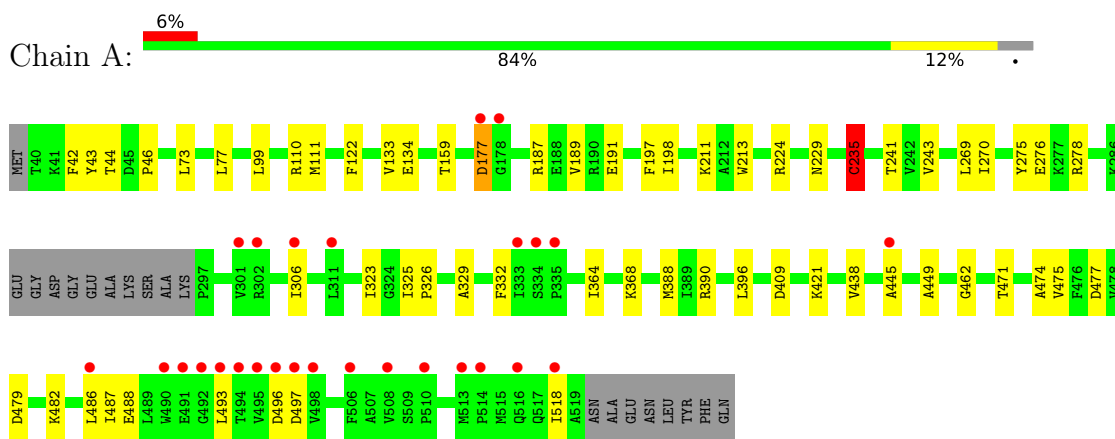 6%
Chain A:
84% 12% •
MET T40 K41 F42 Y43 T44 D45 P46 L73 L77 L99 R110 M111 F122 V133 E134 T159 D177 G178 R187 E188 V189 R190 E191 F197 I198 K211 A212 W213 R224 N229 C235 T241 V242 V243 L269 I270 Y275 E276 K277 R278 K286
GLU GLY ASP GLY GLU ALA LYS SER ALA LYS P297 V301 R302 I306 L311 I323 G324 I325 P326 A329 F332 I333 S334 P335 I364 K368 M388 I389 R390 L396 D409 K421 V438 A445 A449 G462 T471 A474 V475 F476 D477 V478
D479 K482 L486 I487 E488 L489 W490 E491 G492 L493 T494 V495 D496 D497 V498 F506 A507 V508 S509 P510 M513 P514 M515 Q516 Q517 I518 A519 ASN ALA GLU ASN LEU TYR PHE GLN